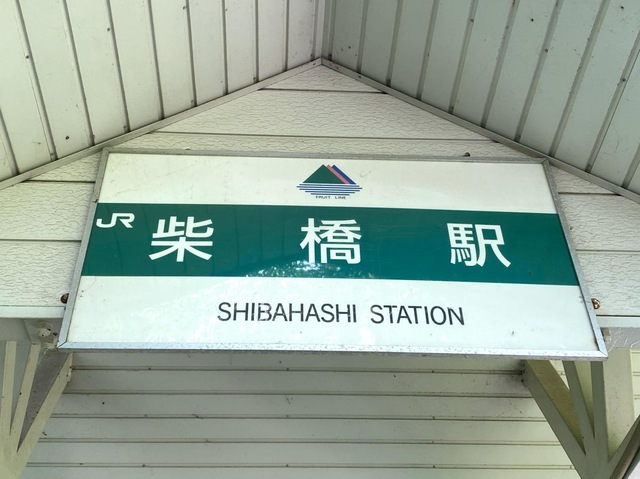 FRUIT LINE
JR 柴橋駅
SHIBAHASHI STATION